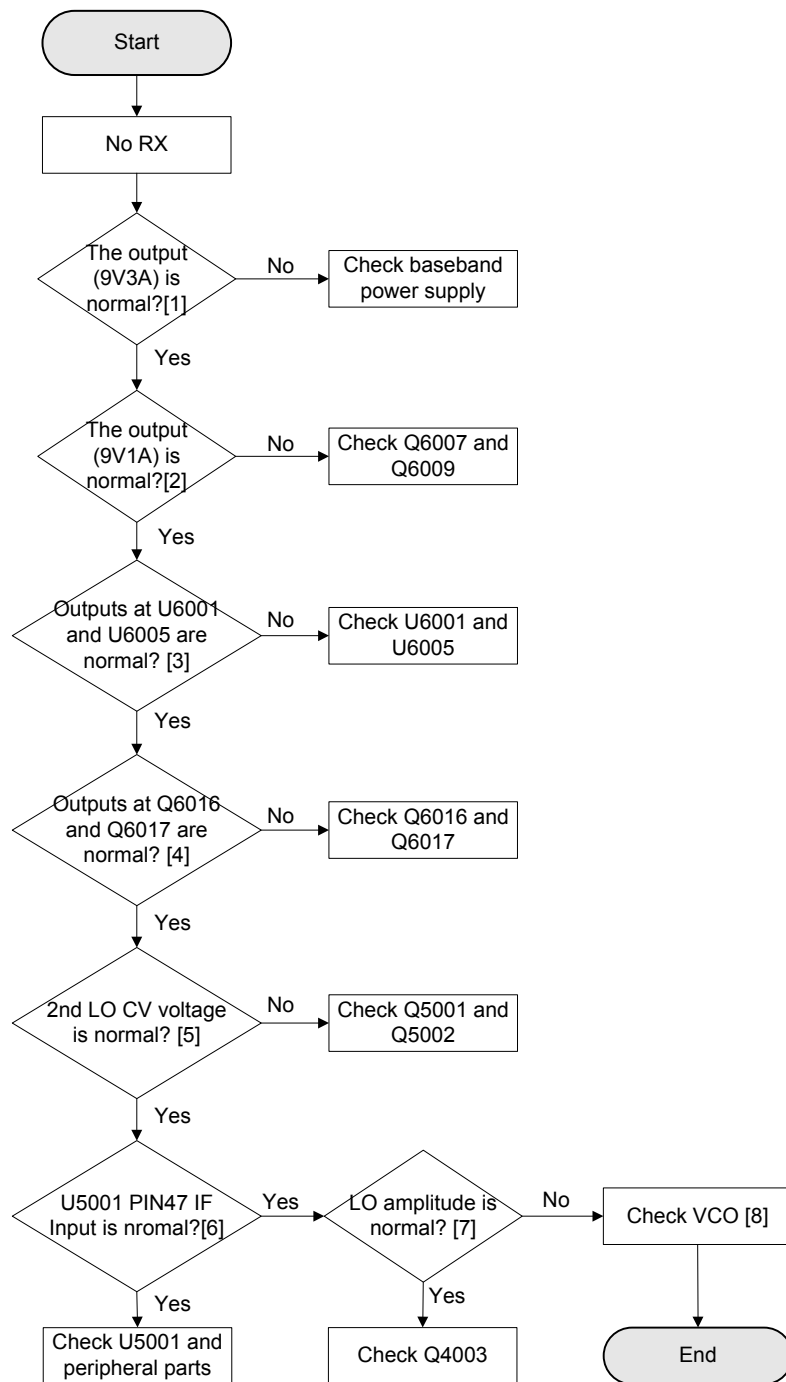 Start
No RX
The output
(9V3A) is
normal?[1]
No
Check baseband
power supply
Yes
The output
(9V1A) is
normal?[2]
No
Check Q6007 and
Q6009
Yes
Outputs at U6001
and U6005 are
normal? [3]
No
Check U6001 and
U6005
Yes
Outputs at Q6016
and Q6017 are
normal? [4]
No
Check Q6016 and
Q6017
Yes
2nd LO CV voltage
is normal? [5]
No
Check Q5001 and
Q5002
Yes
U5001 PIN47 IF
Input is nromal?[6]
Yes
LO amplitude is
normal? [7]
No
Check VCO [8]
Yes
Yes
Check U5001 and
peripheral parts
Check Q4003
End